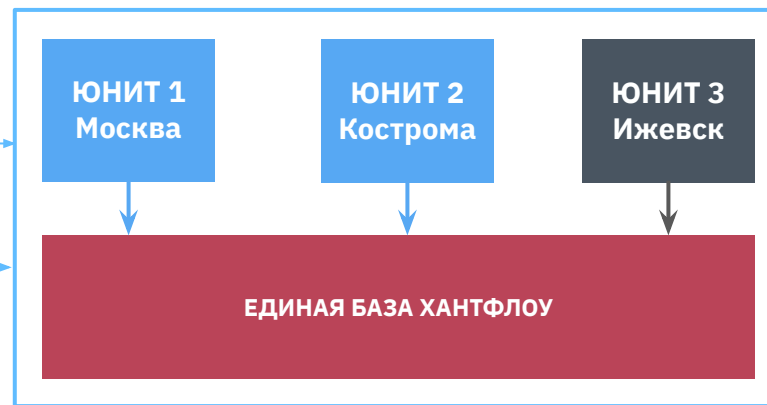 ЮНИТ 1
Москва
ЮНИТ 2
Кострома
ЮНИТ 3
Ижевск
ЕДИНАЯ БАЗА ХАНТФЛОУ